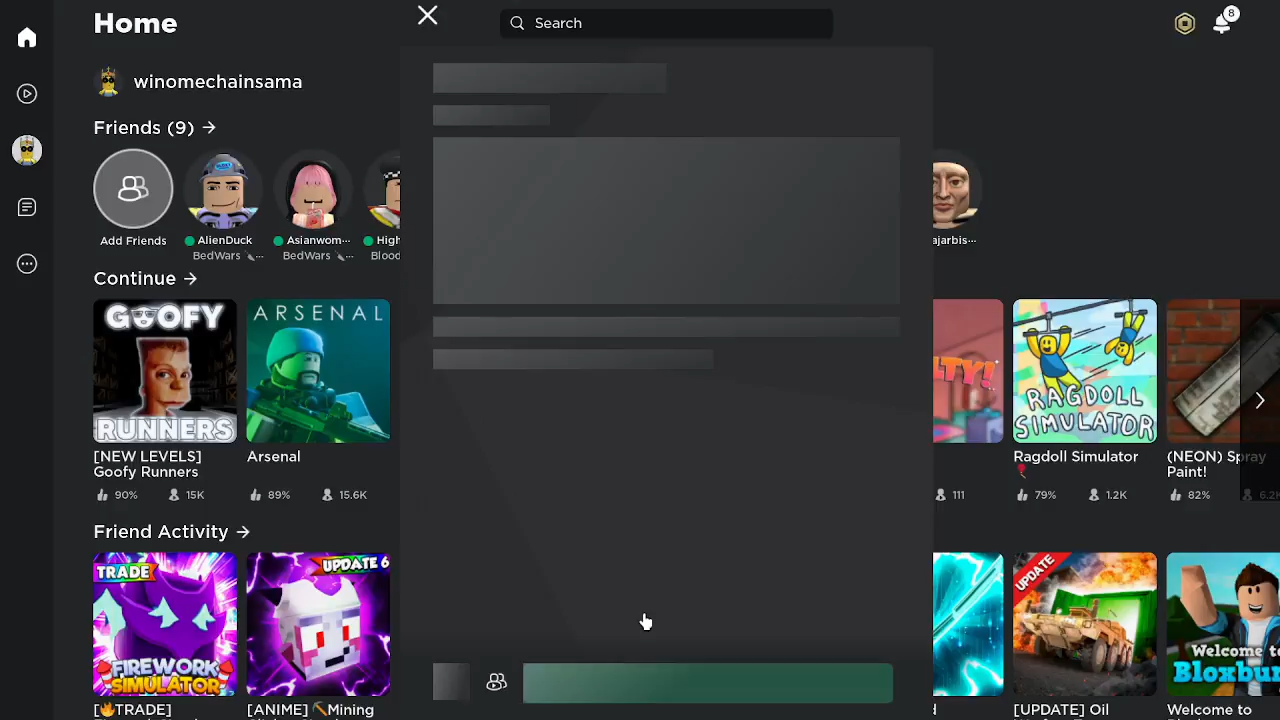 Home
Search
8
winomechainsama
Friends (9)
Add Friends
AlienDuck
BedWars
Asianwom...
BedWars
High
Blood
ajarbis...
Continue
GOOFY
RUNNERS
ARSENAL
LTY!
RAGDOLL
SIMULATOR
[NEW LEVELS]
Goofy Runners
Arsenal
Ragdoll Simulator
(NEON) Spray
Paint!
90%
15K
89%
15.6K
111
79%
1.2K
82%
6.2K
Friend Activity
TRADE
FIREWORK
SIMULATOR
UPDATE 6
UPDATE
Welcome to
Bloxbur
[🔥TRADE]
[ANIME] ⛏Mining
d
[UPDATE] Oil
Welcome to